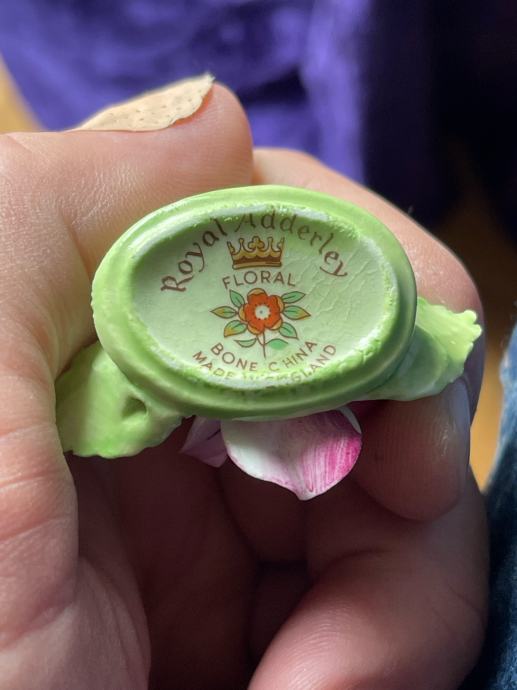 Royal Adderley
FLORAL
BONE CHINA
MADE IN ENGLAND